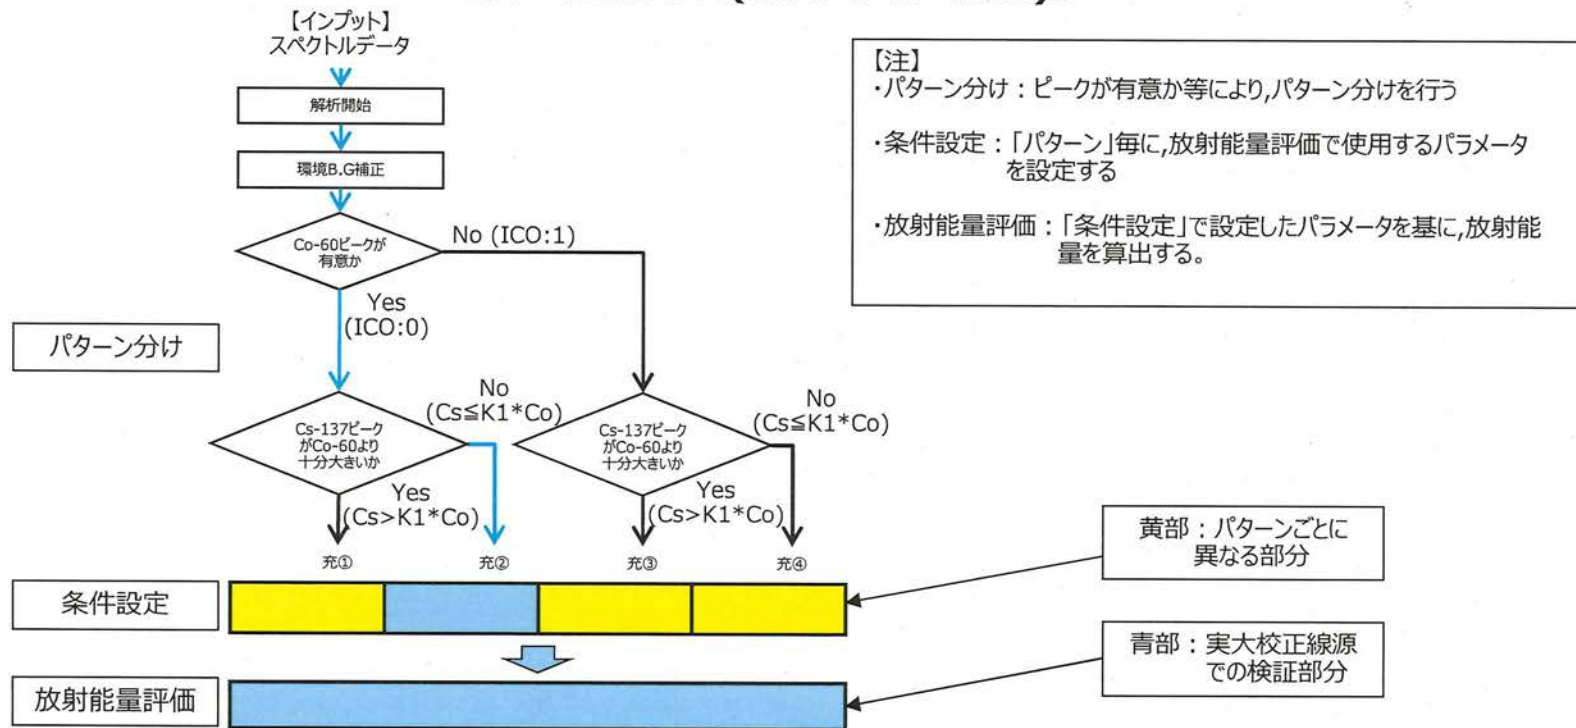 【インプット】
スペクトルデータ
解析開始
環境B.G補正
Co-60ピークが
有意か
No (ICO:1)
Yes
(ICO:0)
パターン分け
Cs-137ピーク
がCo-60より
十分大きいか
No
(Cs≦K1*Co)
Yes
(Cs>K1*Co)
Cs-137ピーク
がCo-60より
十分大きいか
No
(Cs≦K1*Co)
Yes
(Cs>K1*Co)
充①
充②
充③
充④
条件設定
放射能量評価
【注】
・パターン分け：ピークが有意か等により,パターン分けを行う
・条件設定：「パターン」毎に,放射能量評価で使用するパラメータ
を設定する
・放射能量評価：「条件設定」で設定したパラメータを基に,放射能
量を算出する。
黄部：パターンごとに
異なる部分
青部：実大校正線源
での検証部分